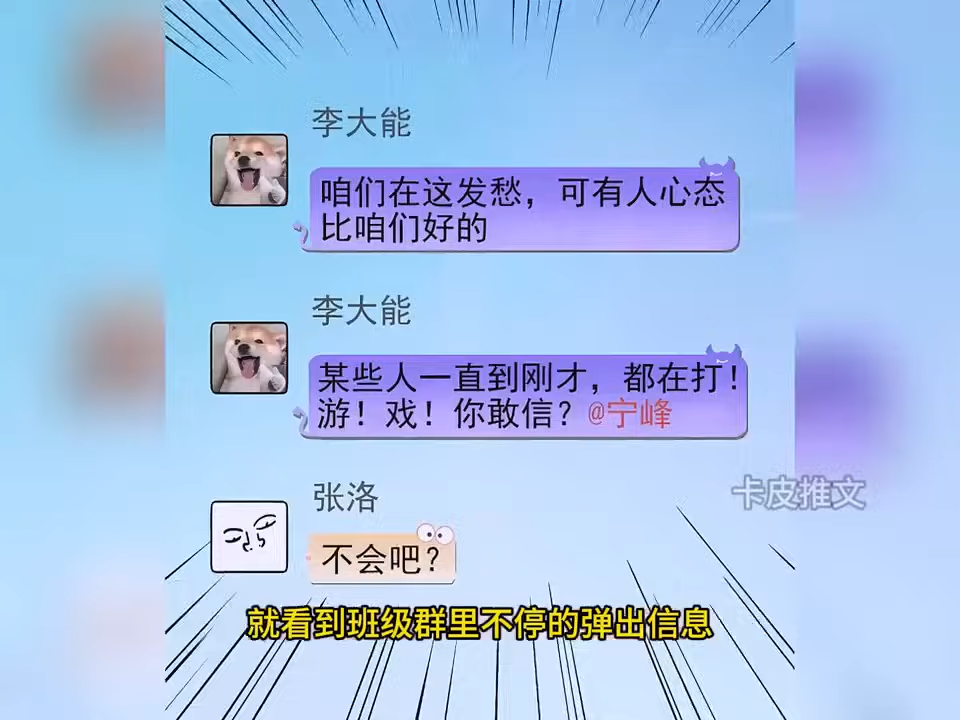 李大能
咱们在这发愁，可有人心态
比咱们好的
李大能
某些人一直到刚才，都在打！
游！戏！你敢信？@宁峰
张洛
卡皮推文
不会吧？
就看到班级群里不停的弹出信息